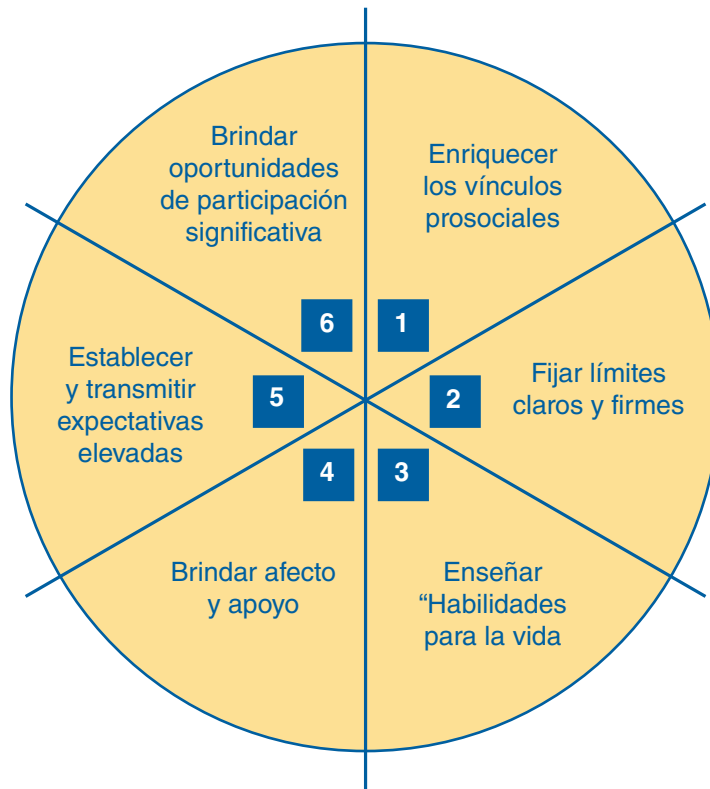 Enriquecer
los vínculos
prosociales
1
Fijar límites
claros y firmes
2
Enseñar
“Habilidades
para la vida
3
Brindar afecto
y apoyo
4
Establecer
y transmitir
expectativas
elevadas
5
Brindar
oportunidades
de participación
significativa
6